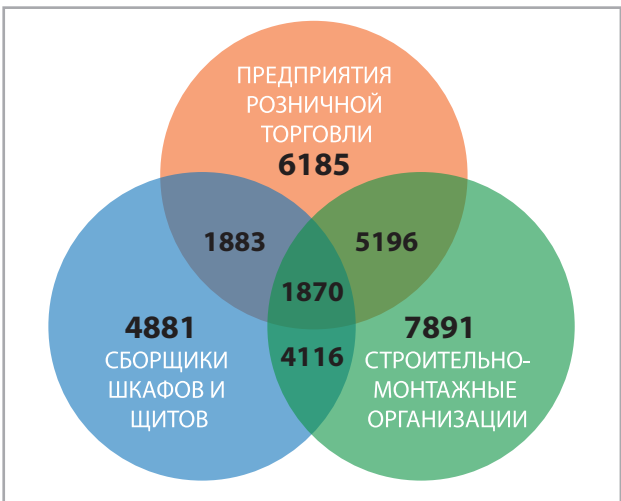 ПРЕДПРИЯТИЯ
РОЗНИЧНОЙ
ТОРГОВЛИ
6185
1883
5196
1870
4881
СБОРЩИКИ
ШКАФОВ И
ЩИТОВ
4116
7891
СТРОИТЕЛЬНО-
МОНТАЖНЫЕ
ОРГАНИЗАЦИИ